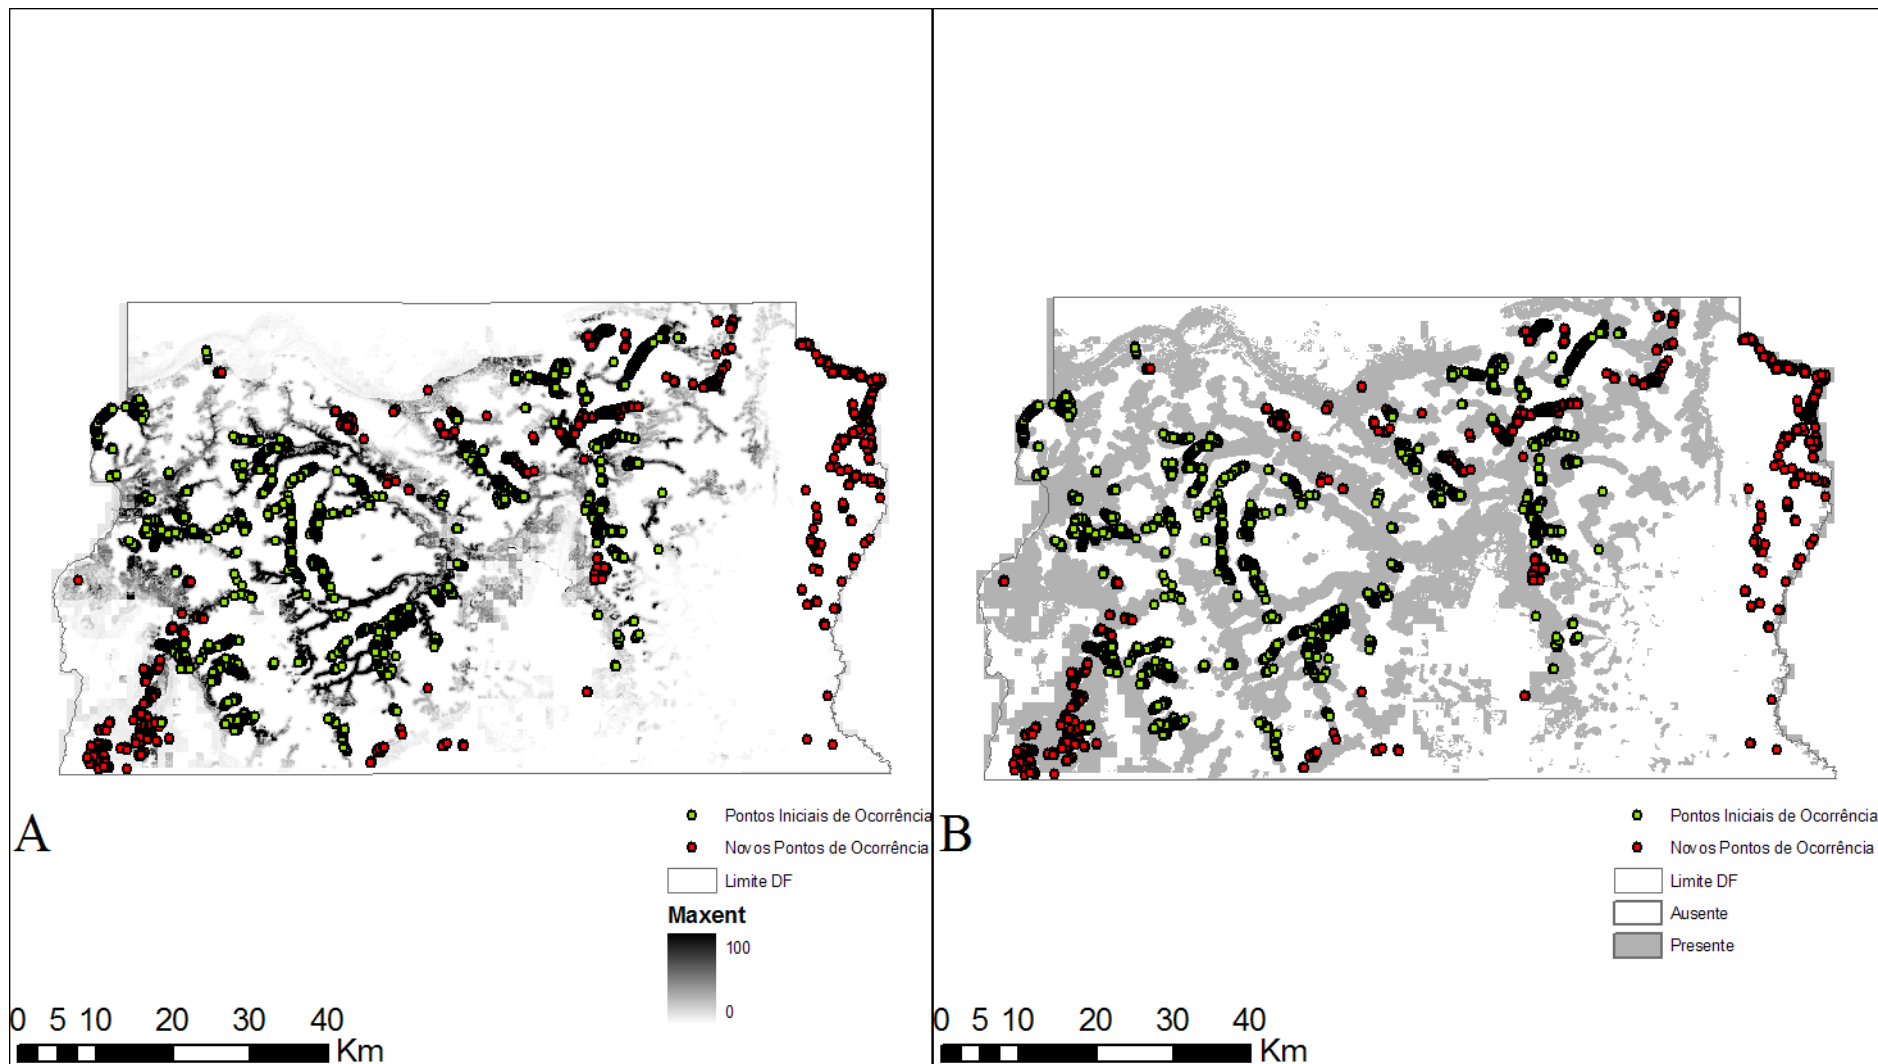 A
Pontos Iniciais de Ocorrência
Novos Pontos de Ocorrência
Limite DF
Maxent
100
0
0 5 10 20 30 40
Km
B
Pontos Iniciais de Ocorrência
Novos Pontos de Ocorrência
Limite DF
Ausente
Presente
0 5 10 20 30 40
Km